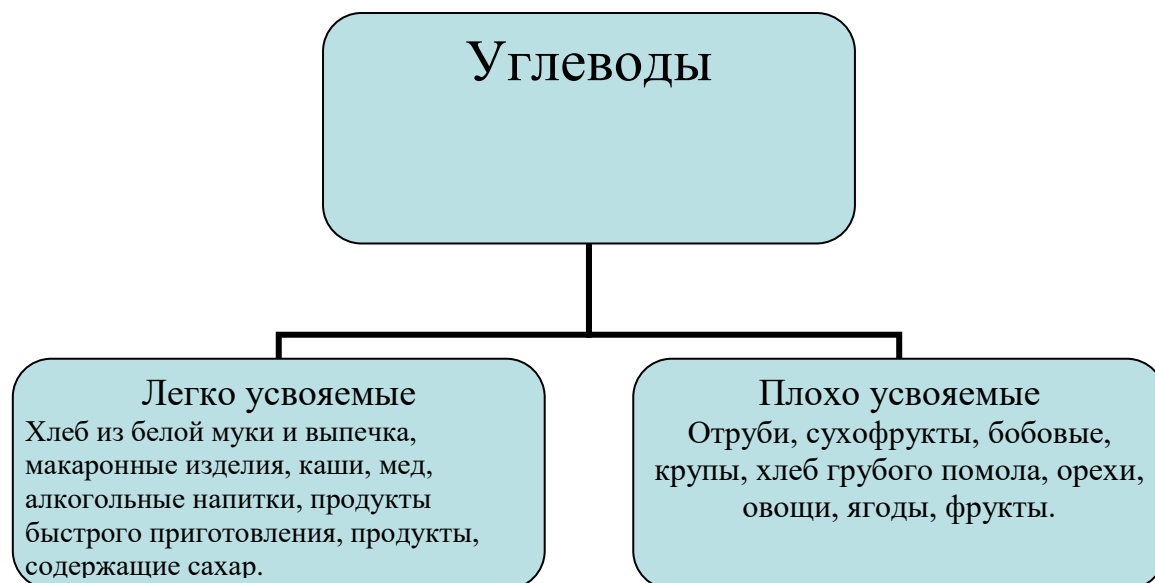 Углеводы
Легко усвояемые
Хлеб из белой муки и выпечка,
макаронные изделия, каши, мед,
алкогольные напитки, продукты
быстрого приготовления, продукты,
содержащие сахар.
Плохо усвояемые
Отруби, сухофрукты, бобовые,
крупы, хлеб грубого помола, орехи,
овощи, ягоды, фрукты.